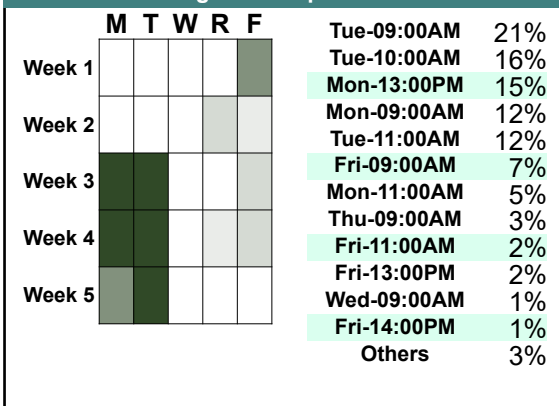 M T W R F
Week 1
Week 2
Week 3
Week 4
Week 5
Tue-09:00AM 21%
Tue-10:00AM 16%
Mon-13:00PM 15%
Mon-09:00AM 12%
Tue-11:00AM 12%
Fri-09:00AM 7%
Mon-11:00AM 5%
Thu-09:00AM 3%
Fri-11:00AM 2%
Fri-13:00PM 2%
Wed-09:00AM 1%
Fri-14:00PM 1%
Others 3%